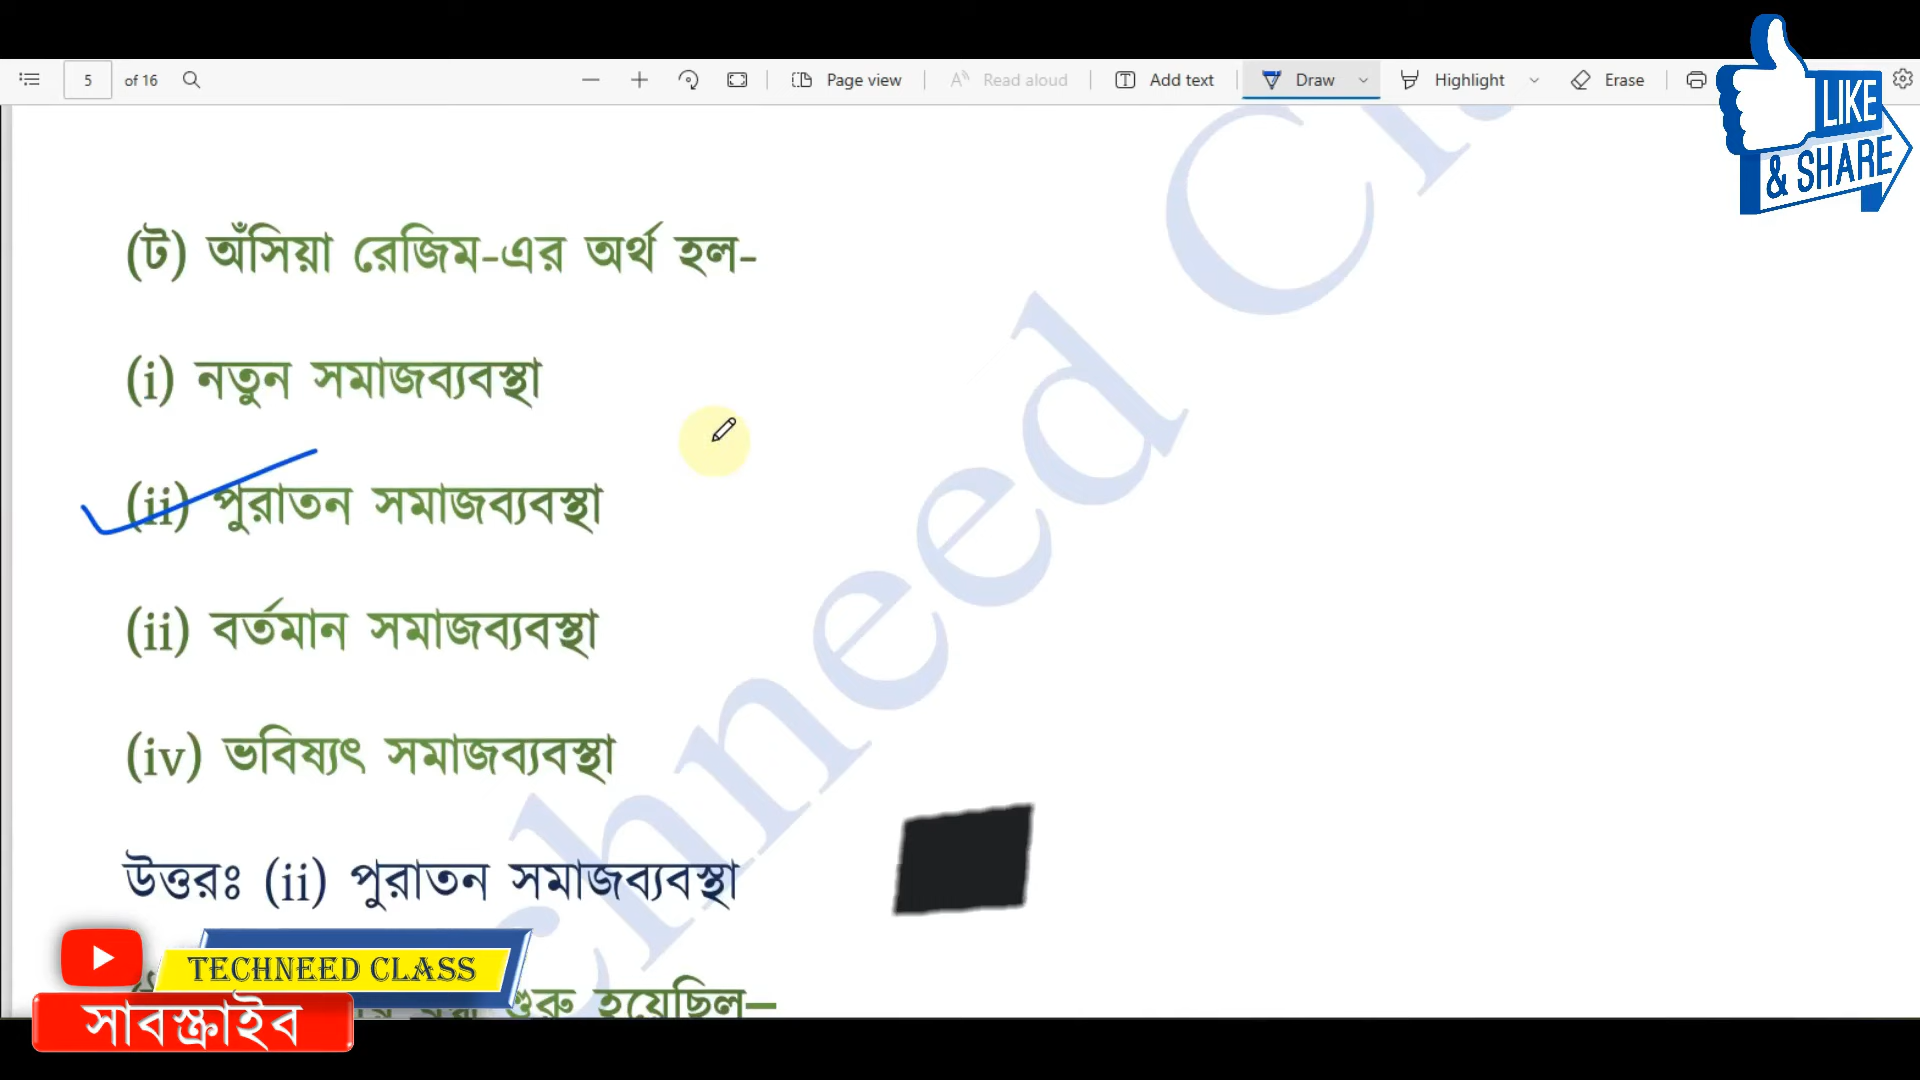 5 of 16 Page view Read aloud Add text Draw Highlight Erase
LIKE
& SHARE
(ট) অঁসিয়া রেজিম-এর অর্থ হল-
(i) নতুন সমাজব্যবস্থা
(ii) পুরাতন সমাজব্যবস্থা
(ii) বর্তমান সমাজব্যবস্থা
(iv) ভবিষ্যৎ সমাজব্যবস্থা
উত্তরঃ (ii) পুরাতন সমাজব্যবস্থা
শুরু হয়েছিল—
TECHNEED CLASS
সাবস্ক্রাইব